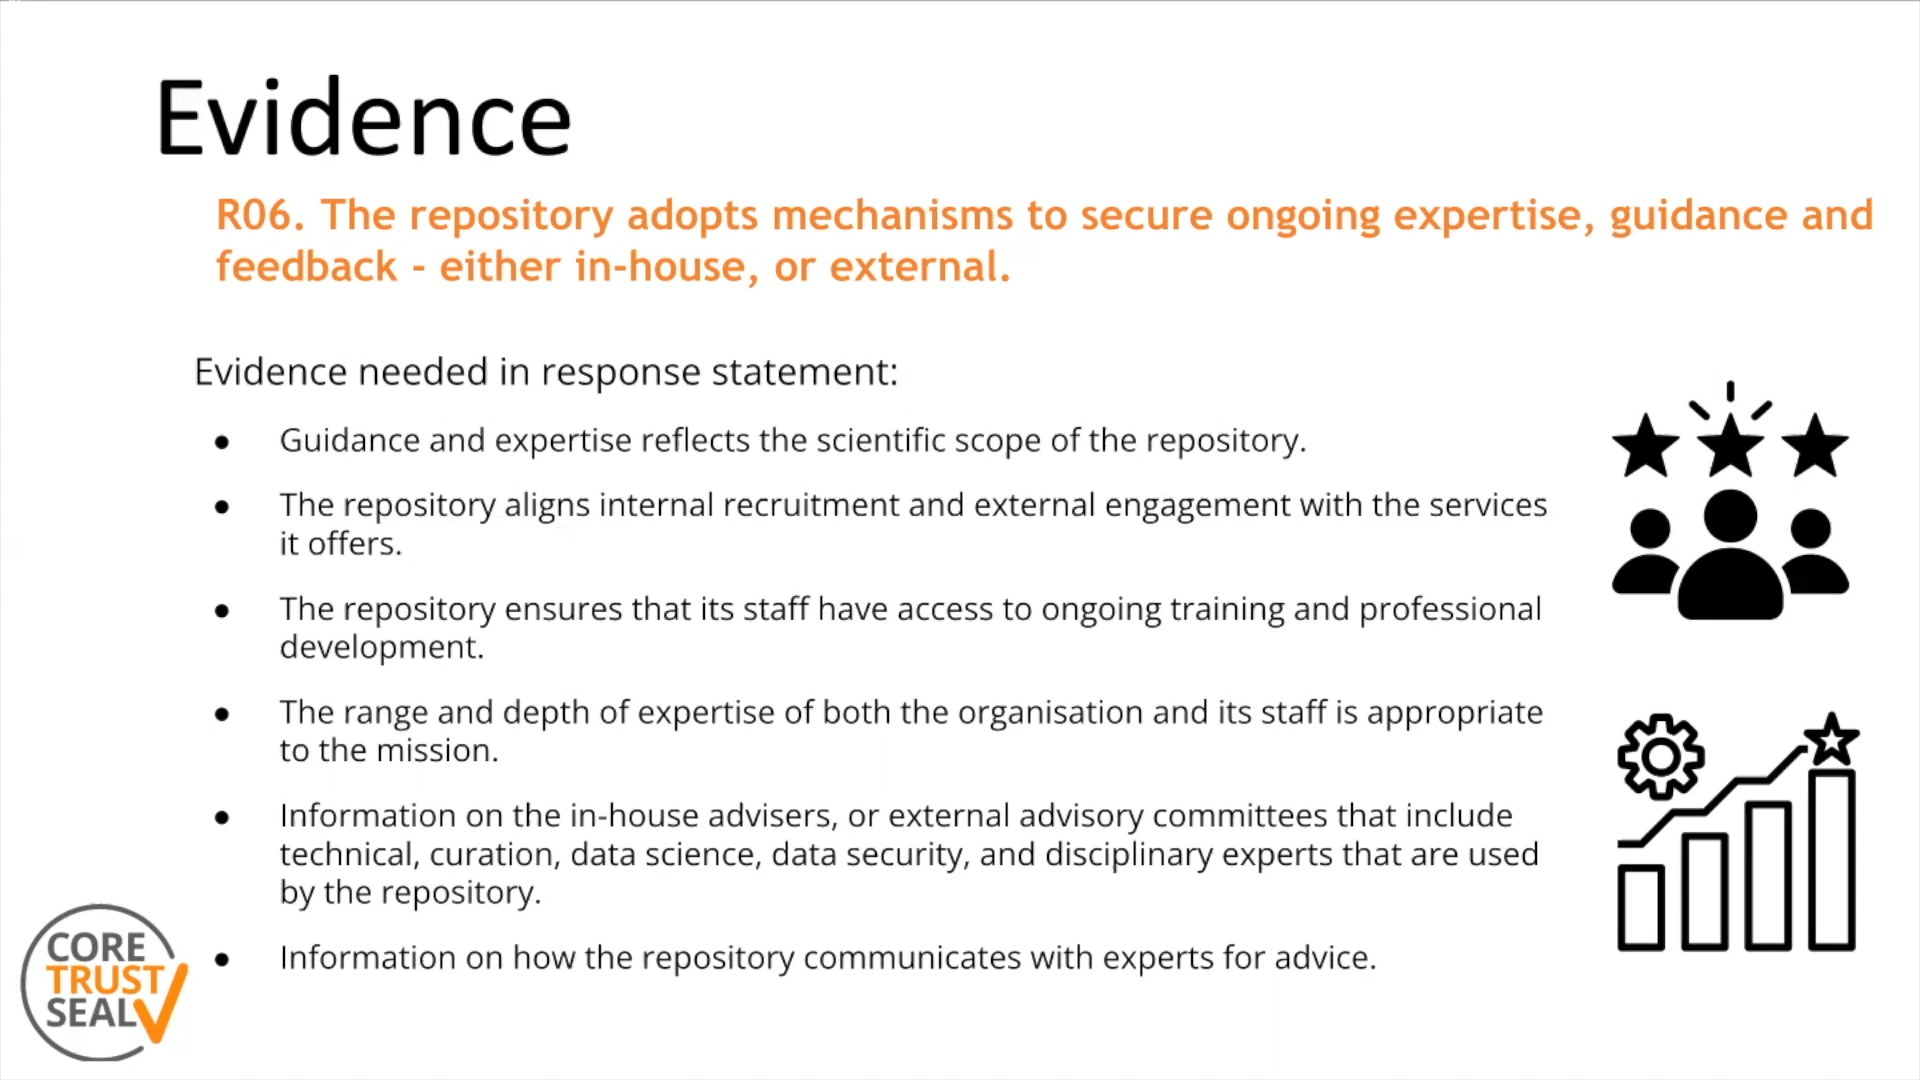 Evidence
R06. The repository adopts mechanisms to secure ongoing expertise, guidance and
feedback - either in-house, or external.
Evidence needed in response statement:
● Guidance and expertise reflects the scientific scope of the repository.
● The repository aligns internal recruitment and external engagement with the services
it offers.
● The repository ensures that its staff have access to ongoing training and professional
development.
● The range and depth of expertise of both the organisation and its staff is appropriate
to the mission.
● Information on the in-house advisers, or external advisory committees that include
technical, curation, data science, data security, and disciplinary experts that are used
by the repository.
● Information on how the repository communicates with experts for advice.
CORE
TRUST
SEAL